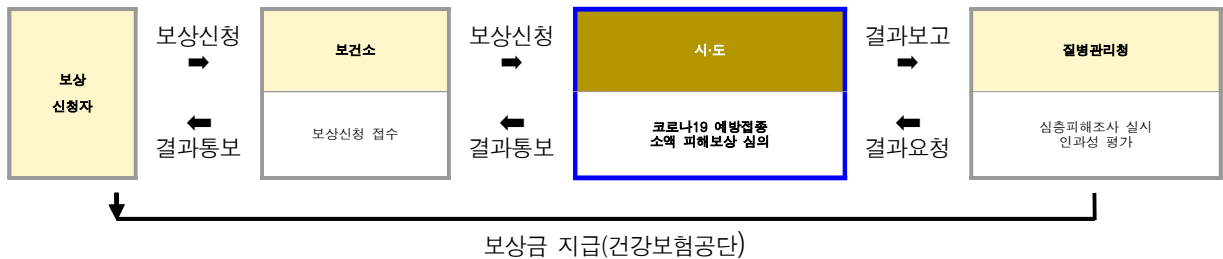 보상
신청자
보상신청
➡
⬅
결과통보
보건소
보상신청 접수
보상신청
➡
⬅
결과통보
시·도
코로나19 예방접종
소액 피해보상 심의
결과보고
➡
⬅
결과요청
질병관리청
심층피해조사 실시
인과성 평가
보상금 지급(건강보험공단)